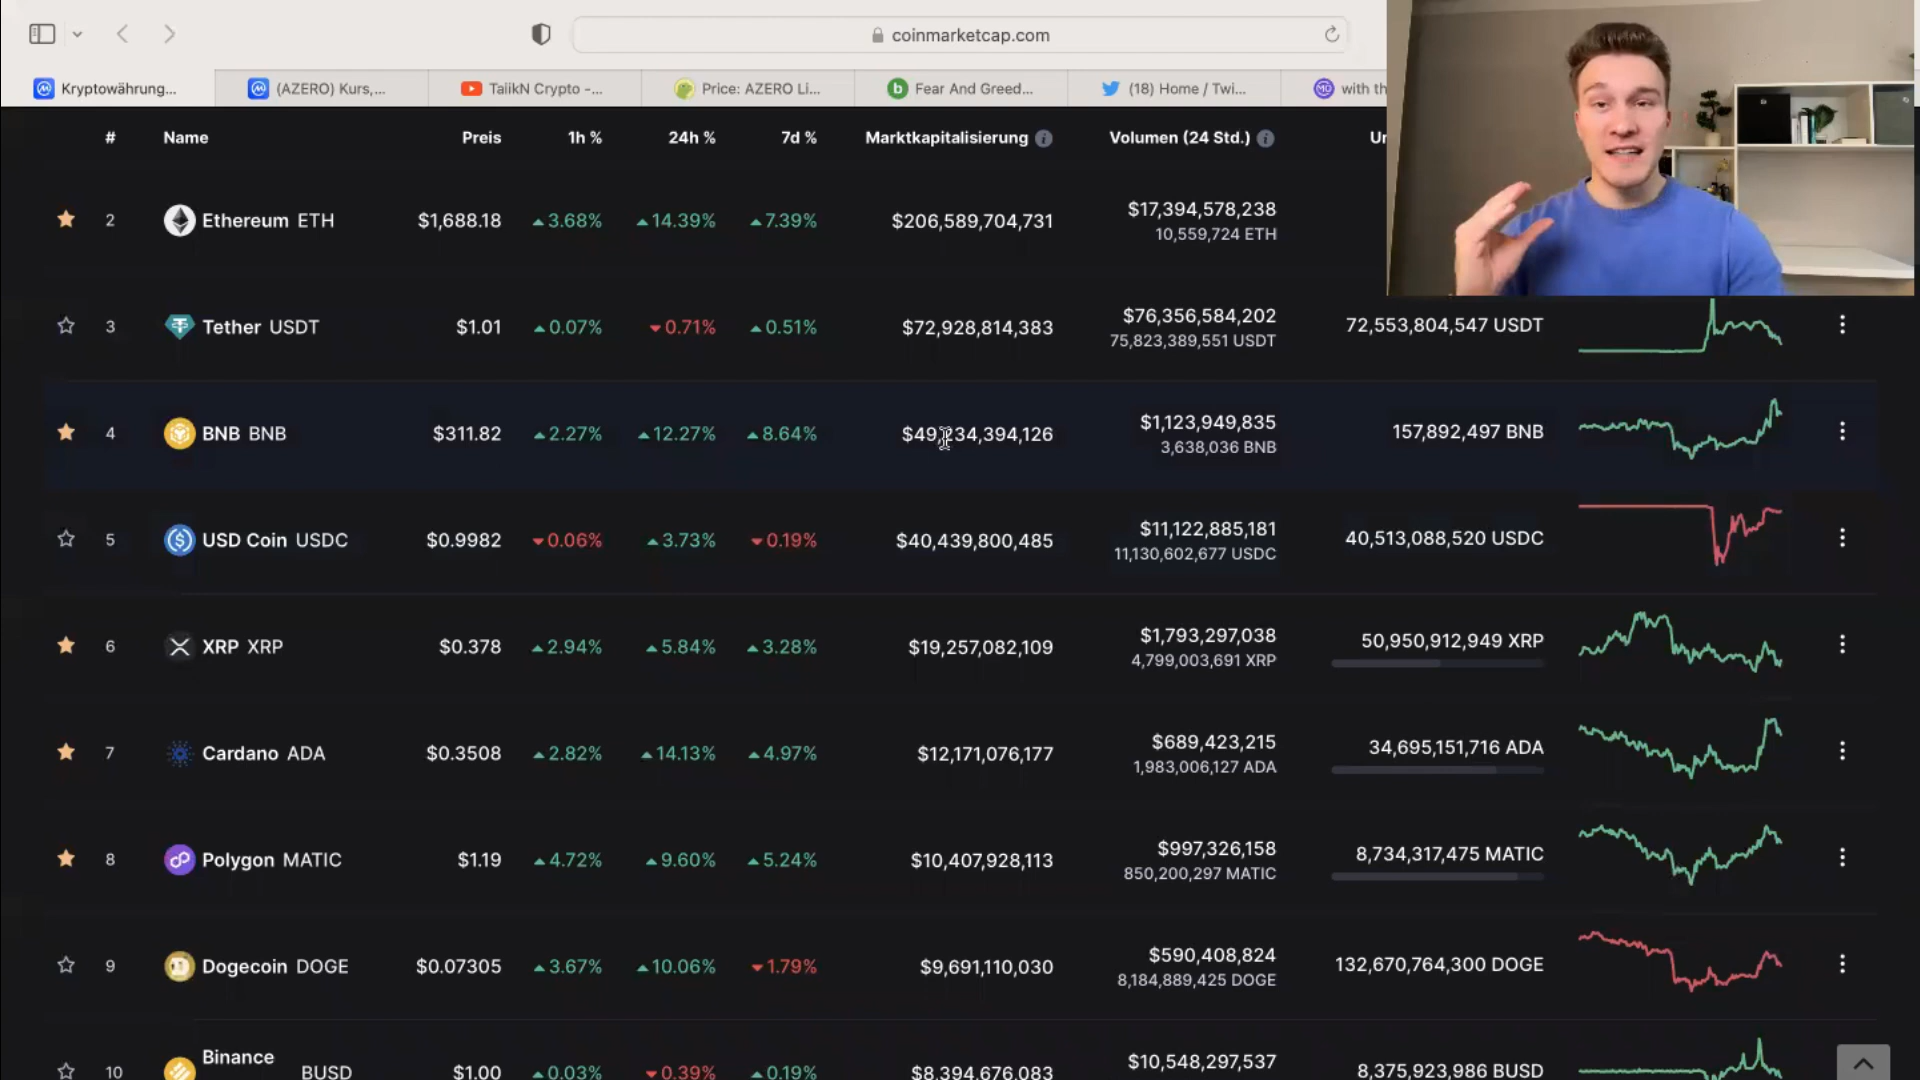 coinmarketcap.com
Kryptowährung...
(AZERO) Kurs,...
TaiikN Crypto -...
Price: AZERO Li...
Fear And Greed...
(18) Home / Twi...
with th
# Name Preis 1h % 24h % 7d % Marktkapitalisierung Volumen (24 Std.)
2 Ethereum ETH $1,688.18 3.68% 14.39% 7.39% $206,589,704,731 $17,394,578,238
10,559,724 ETH
3 Tether USDT $1.01 0.07% 0.71% 0.51% $72,928,814,383 $76,356,584,202 72,553,804,547 USDT
75,823,389,551 USDT
4 BNB BNB $311.82 2.27% 12.27% 8.64% $49,234,394,126 $1,123,949,835 157,892,497 BNB
3,638,036 BNB
5 USD Coin USDC $0.9982 0.06% 3.73% 0.19% $40,439,800,485 $11,122,885,181 40,513,088,520 USDC
11,130,602,677 USDC
6 XRP XRP $0.378 2.94% 5.84% 3.28% $19,257,082,109 $1,793,297,038 50,950,912,949 XRP
4,799,003,691 XRP
7 Cardano ADA $0.3508 2.82% 14.13% 4.97% $12,171,076,177 $689,423,215 34,695,151,716 ADA
1,983,006,127 ADA
8 Polygon MATIC $1.19 4.72% 9.60% 5.24% $10,407,928,113 $997,326,158 8,734,317,475 MATIC
850,200,297 MATIC
9 Dogecoin DOGE $0.07305 3.67% 10.06% 1.79% $9,691,110,030 $590,408,824 132,670,764,300 DOGE
8,184,889,425 DOGE
10 Binance BUSD $1.00 0.03% 0.39% 0.19% $8,394,676,083 $10,548,297,537 8,375,923,986 BUSD